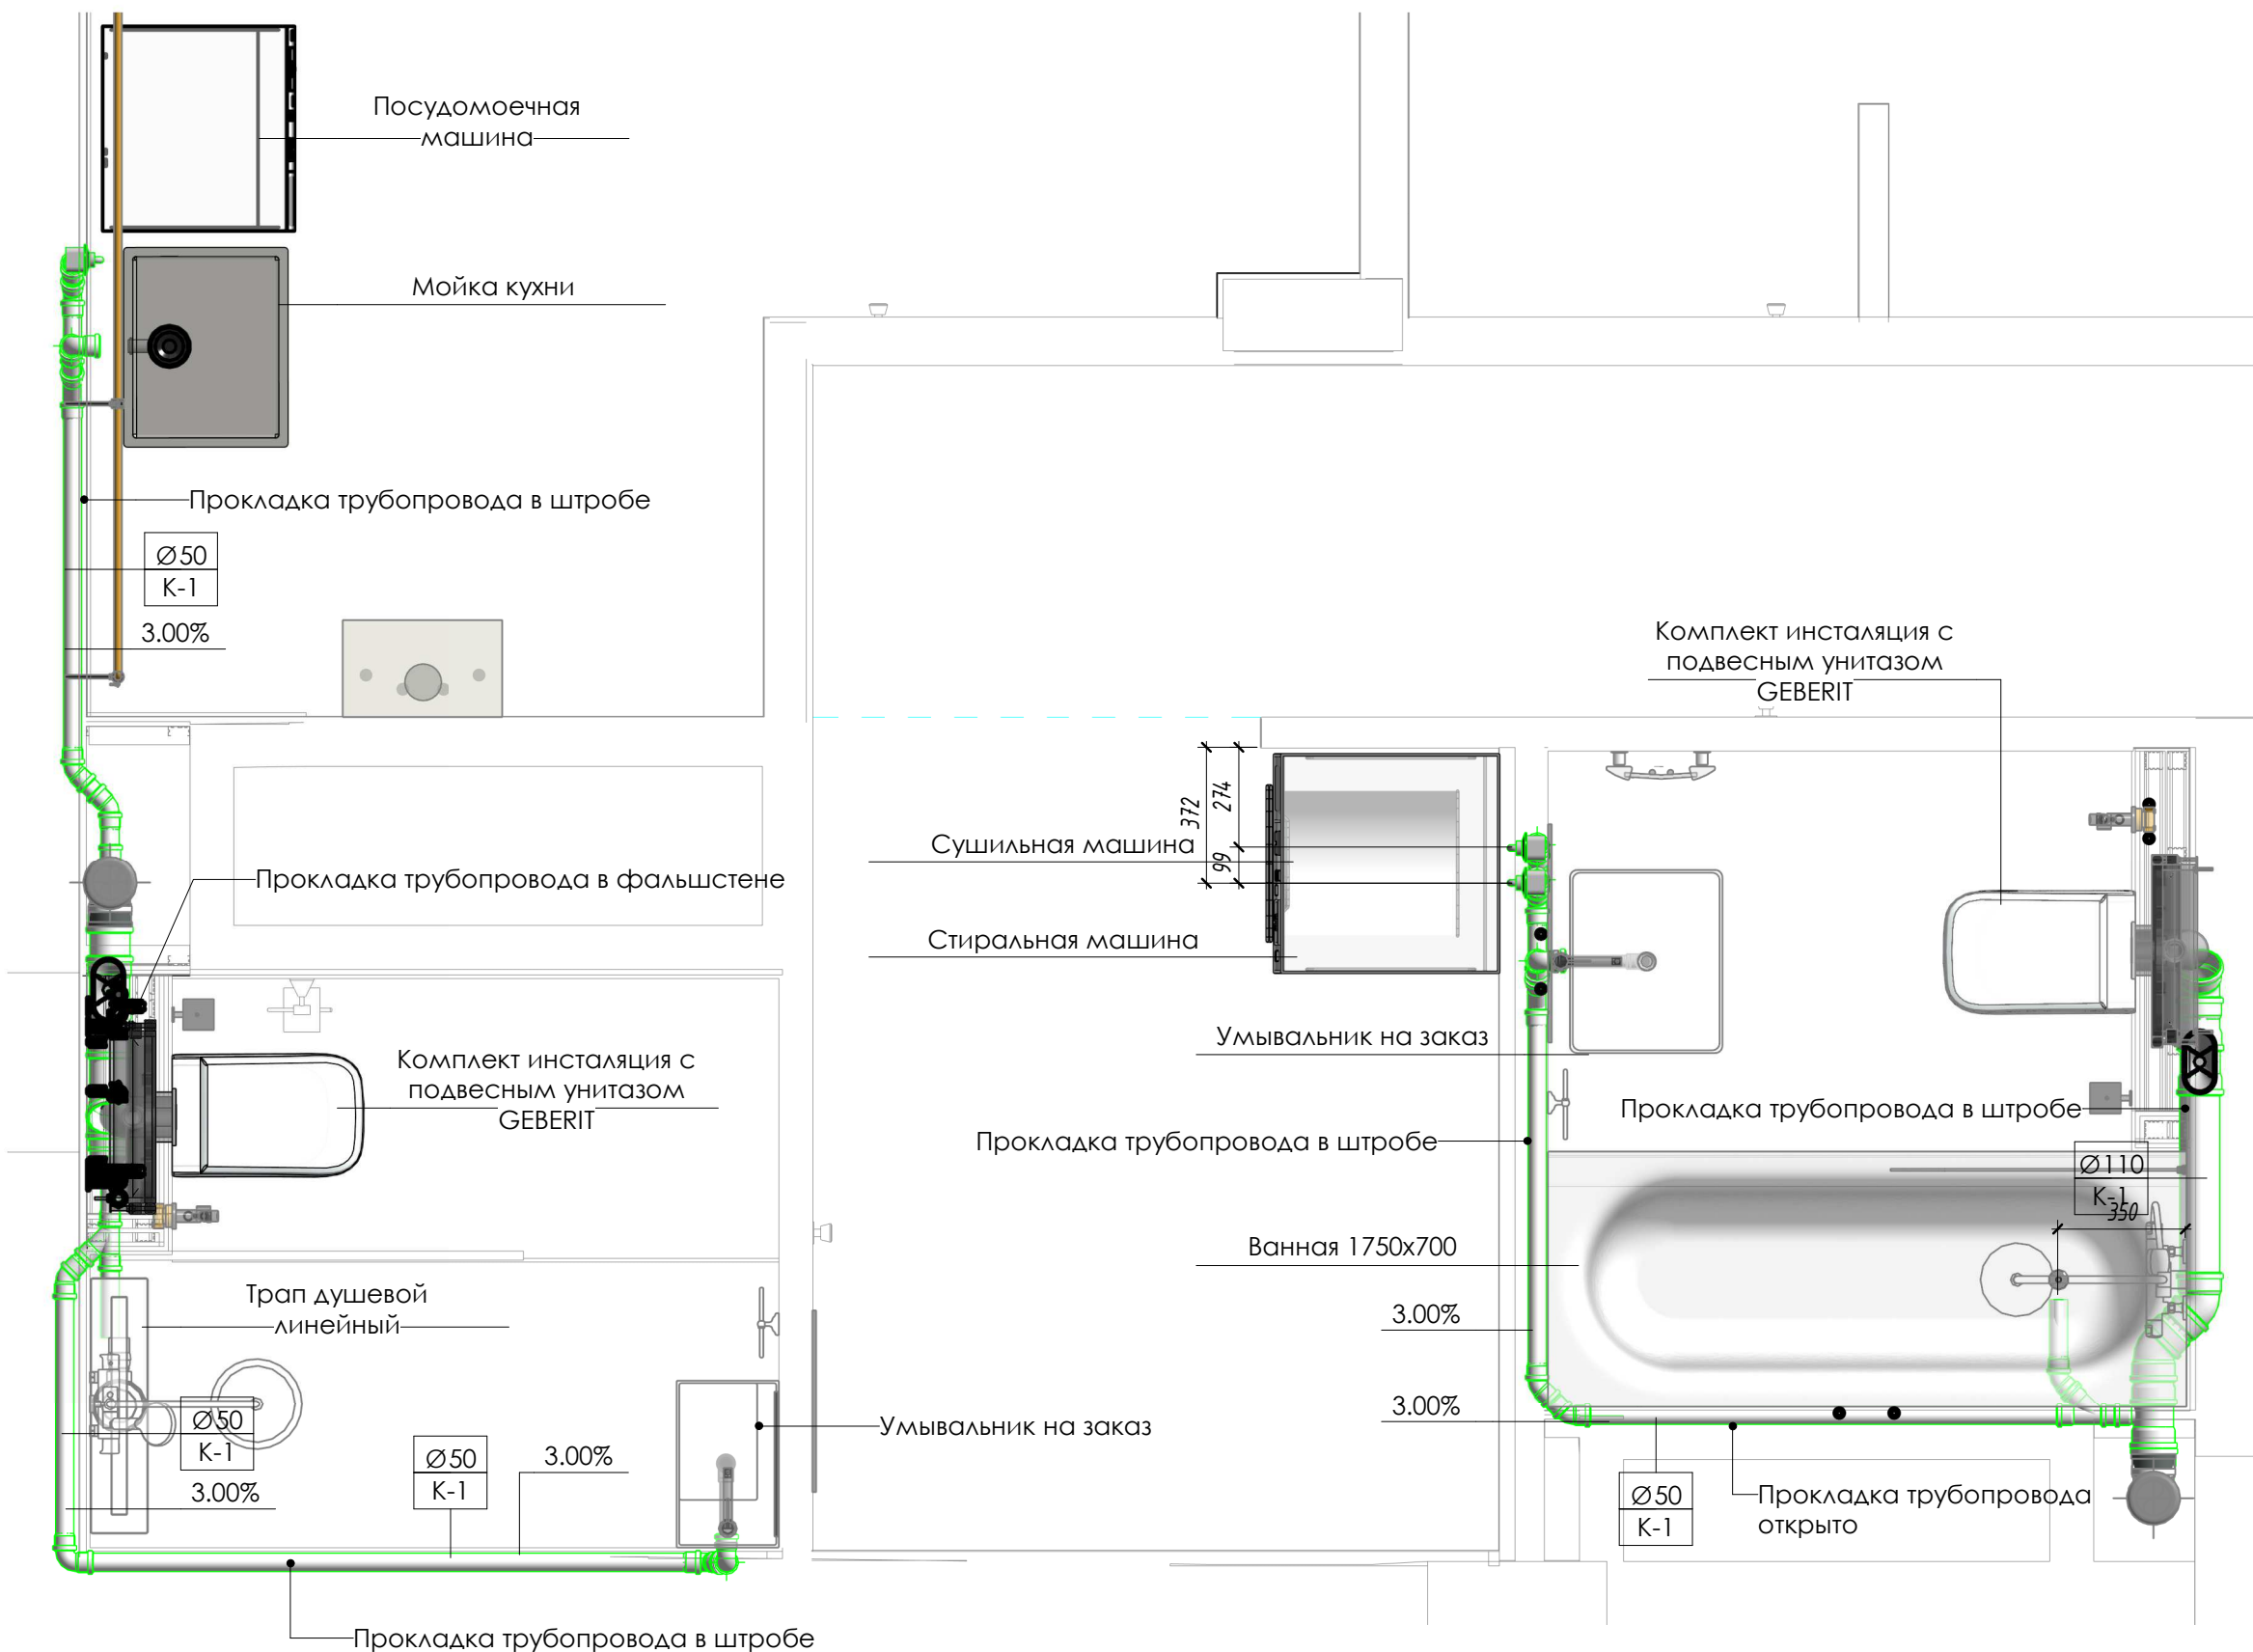 Посудомоечная
машина
Мойка кухни
Прокладка трубопровода в штробе
Ø50
К-1
3.00%
Комплект инсталяция с
подвесным унитазом
GEBERIT
372
274
99
Сушильная машина
Прокладка трубопровода в фальшстене
Стиральная машина
Умывальник на заказ
Комплект инсталяция с
подвесным унитазом
GEBERIT
Прокладка трубопровода в штробе
Прокладка трубопровода в штробе
Ø110
К-1
350
Ванная 1750x700
Трап душевой
линейный
3.00%
3.00%
Ø50
К-1
Умывальник на заказ
Ø50
К-1
3.00%
3.00%
Ø50
К-1
Прокладка трубопровода
открыто
Прокладка трубопровода в штробе